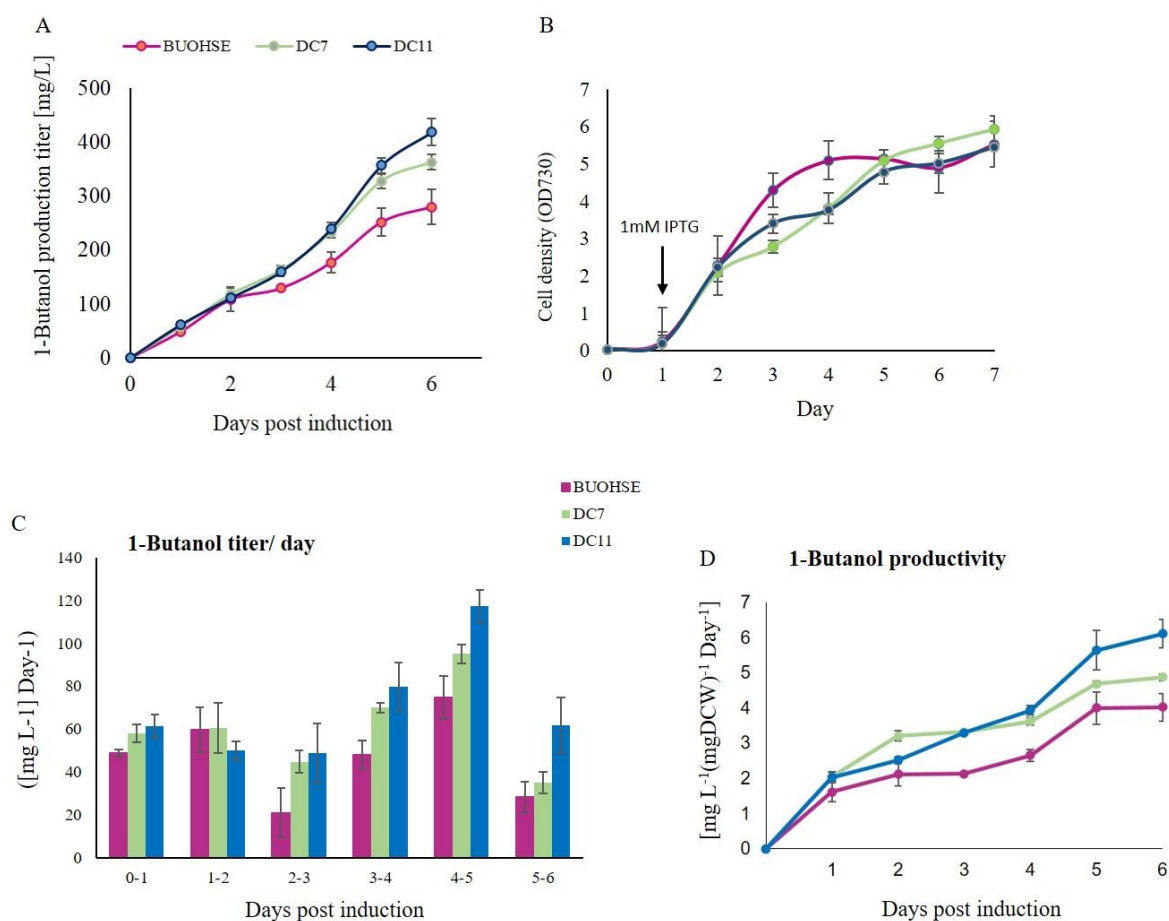 A
BUOHSE
DC7
DC11
1-Butanol production titer [mg/L]
500
400
300
200
100
0
0
2
4
6
Days post induction
B
Cell density (OD730)
7
6
5
4
3
2
1
0
1mM IPTG
0
1
2
3
4
5
6
7
Day
C
1-Butanol titer/ day
BUOHSE
DC7
DC11
([mg L-1] Day-1)
140
120
100
80
60
40
20
0
0-1
1-2
2-3
3-4
4-5
5-6
Days post induction
D
1-Butanol productivity
[mg L⁻¹(mgDCW)⁻¹ Day⁻¹]
7
6
5
4
3
2
1
0
1
2
3
4
5
6
Days post induction